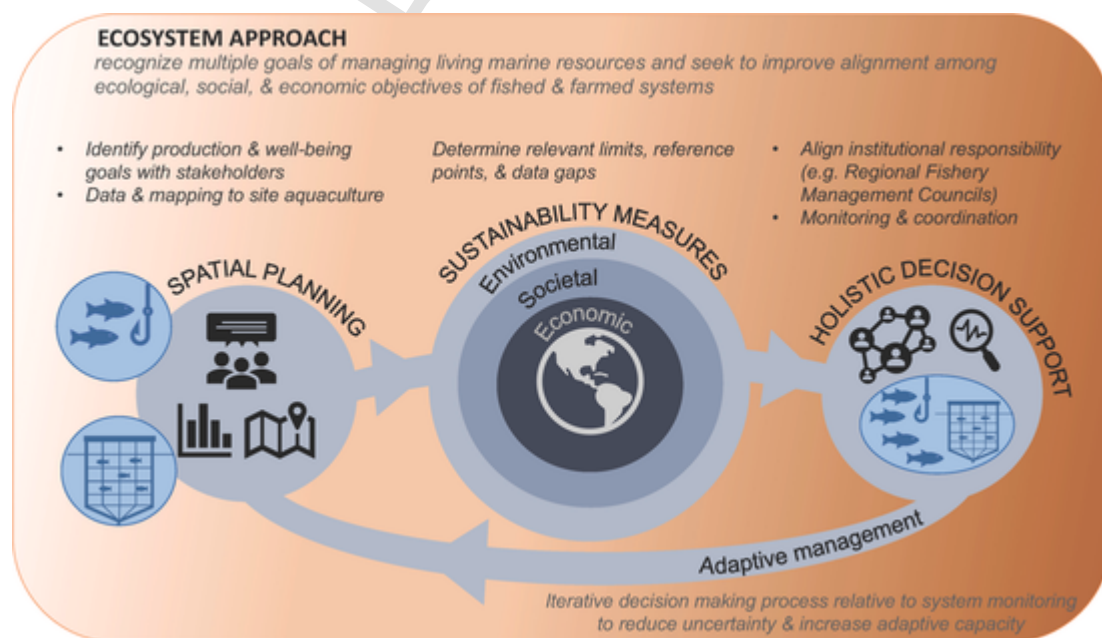 ECOSYSTEM APPROACH
recognize multiple goals of managing living marine resources and seek to improve alignment among
ecological, social, & economic objectives of fished & farmed systems
• Identify production & well-being
goals with stakeholders
• Data & mapping to site aquaculture
Determine relevant limits, reference
points, & data gaps
• Align institutional responsibility
(e.g. Regional Fishery
Management Councils)
• Monitoring & coordination
SPATIAL PLANNING
SUSTAINABILITY MEASURES
Environmental
Societal
Economic
HOLISTIC DECISION SUPPORT
Adaptive management
Iterative decision making process relative to system monitoring
to reduce uncertainty & increase adaptive capacity